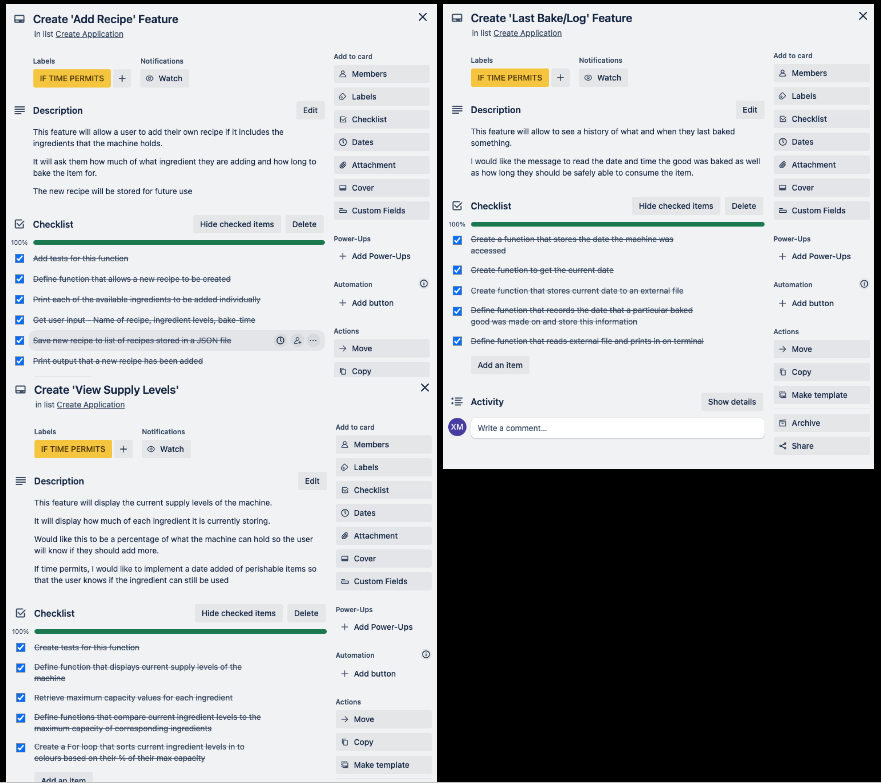 Create 'Add Recipe' Feature
in list Create Application
Labels
Notifications
IF TIME PERMITS
+
Watch
Description
Edit
This feature will allow a user to add their own recipe if it includes the
ingredients that the machine holds.
It will ask them how much of what ingredient they are adding and how long to
bake the item for.
The new recipe will be stored for future use
Checklist
Hide checked items
Delete
100%
Add tests for this function
Define function that allows a new recipe to be created
Print each of the available ingredients to be added individually
Get user input - Name of recipe, ingredient levels, bake-time
Save new recipe to list of recipes stored in a JSON file
Print output that a new recipe has been added
Add to card
Members
Labels
Checklist
Dates
Attachment
Cover
Custom Fields
Power-Ups
+ Add Power-Ups
Automation
+ Add button
Actions
Move
Copy
Create 'View Supply Levels'
in list Create Application
Labels
Notifications
IF TIME PERMITS
+
Watch
Description
Edit
This feature will display the current supply levels of the machine.
It will display how much of each ingredient it is currently storing.
Would like this to be a percentage of what the machine can hold so the user
will know if they should add more.
If time permits, I would like to implement a date added of perishable items so
that the user knows if the ingredient can still be used
Checklist
Hide checked items
Delete
100%
Create tests for this function
Define function that displays current supply levels of the
machine
Retrieve maximum capacity values for each ingredient
Define functions that compare current ingredient levels to the
maximum capacity of corresponding ingredients
Create a For loop that sorts current ingredient levels in to
colours based on their % of their max capacity
Add an item
Add to card
Members
Labels
Checklist
Dates
Attachment
Cover
Custom Fields
Power-Ups
+ Add Power-Ups
Automation
+ Add button
Actions
Move
Copy
Make template
Create 'Last Bake/Log' Feature
in list Create Application
Labels
Notifications
IF TIME PERMITS
+
Watch
Description
Edit
This feature will allow to see a history of what and when they last baked
something.
I would like the message to read the date and time the good was baked as well
as how long they should be safely able to consume the item.
Checklist
Hide checked items
Delete
100%
Create a function that stores the date the machine was
accessed
Create function to get the current date
Create function that stores current date to an external file
Define function that records the date that a particular baked
good was made on and store this information
Define function that reads external file and prints in on terminal
Add an item
Activity
Show details
XM
Write a comment...
Add to card
Members
Labels
Checklist
Dates
Attachment
Cover
Custom Fields
Power-Ups
+ Add Power-Ups
Automation
+ Add button
Actions
Move
Copy
Make template
Archive
Share